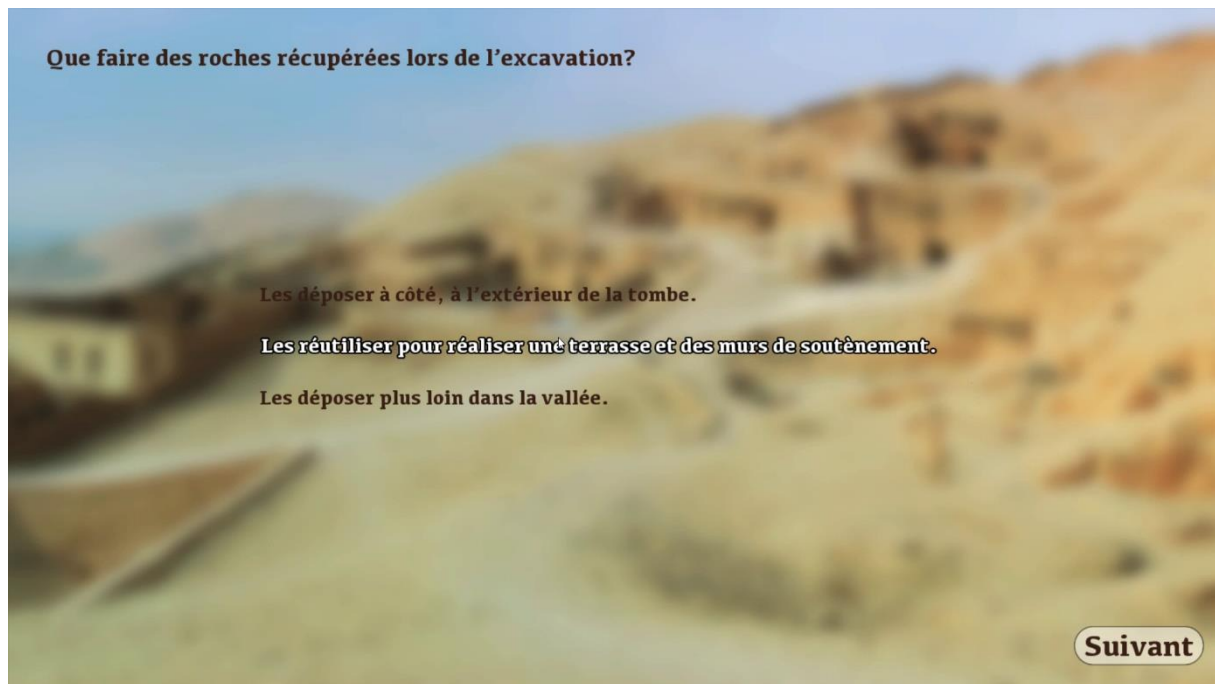 Que faire des roches récupérées lors de l'excavation?
Les déposer à côté, à l'extérieur de la tombe.
Les réutiliser pour réaliser une terrasse et des murs de soutènement.
Les déposer plus loin dans la vallée.
Suivant